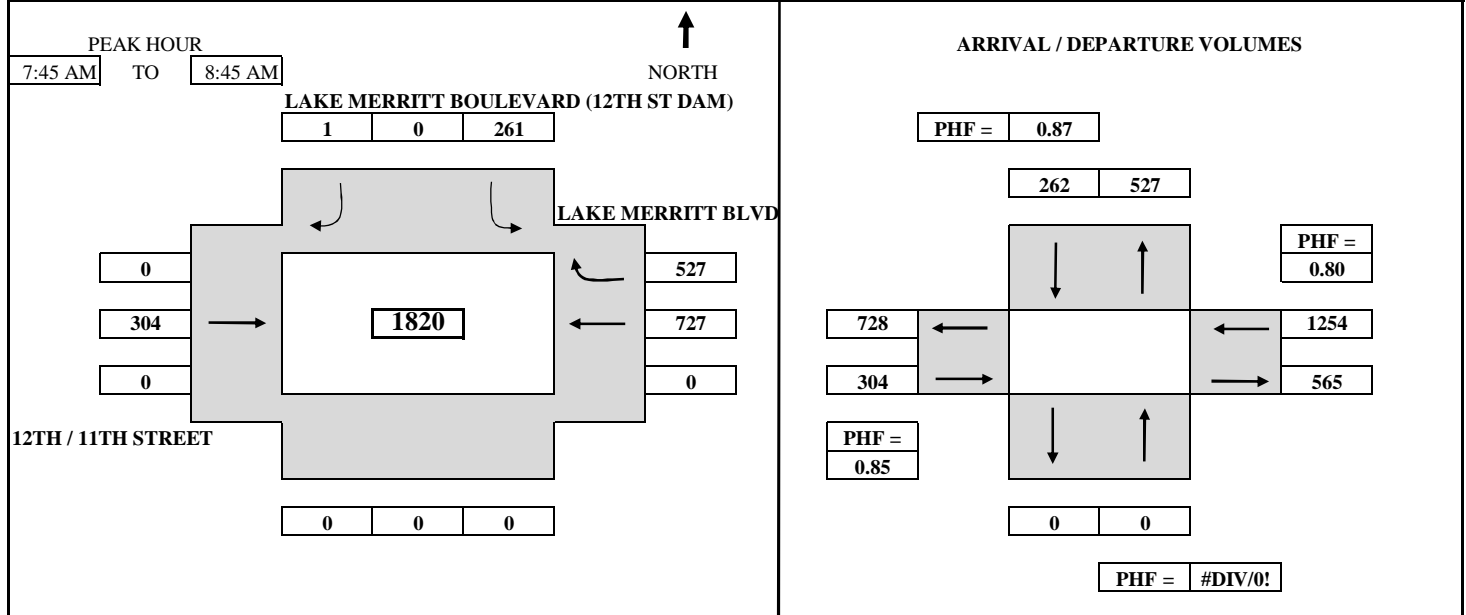 PEAK HOUR
7:45 AM TO 8:45 AM
NORTH
LAKE MERRITT BOULEVARD (12TH ST DAM)
1 0 261
LAKE MERRITT BLVD
0 527
304 1820 727
0 0
12TH / 11TH STREET
0 0 0
ARRIVAL / DEPARTURE VOLUMES
PHF = 0.87
262 527
PHF =
0.80
728 1254
304 565
PHF =
0.85
0 0
PHF = #DIV/0!